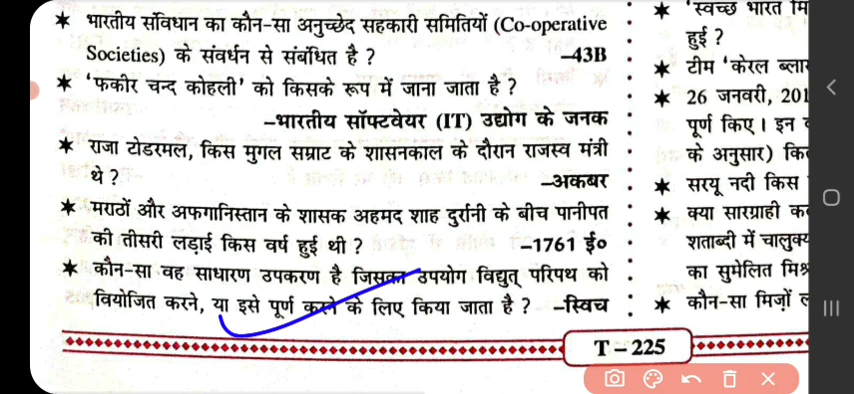 ★ भारतीय संविधान का कौन-सा अनुच्छेद सहकारी समितियों (Co-operative
Societies) के संवर्धन से संबंधित है ? –43B
★ ‘फकीर चन्द कोहली’ को किसके रूप में जाना जाता है ?
–भारतीय सॉफ्टवेयर (IT) उद्योग के जनक
★ राजा टोडरमल, किस मुगल सम्राट के शासनकाल के दौरान राजस्व मंत्री
थे ? –अकबर
★ मराठों और अफगानिस्तान के शासक अहमद शाह दुर्रानी के बीच पानीपत
की तीसरी लड़ाई किस वर्ष हुई थी ? –1761 ई०
★ कौन-सा वह साधारण उपकरण है जिसका उपयोग विद्युत् परिपथ को
वियोजित करने, या इसे पूर्ण करने के लिए किया जाता है ? –स्विच
★ ‘स्वच्छ भारत
हुई ?
★ टीम ‘केरल
★ 26 जनवरी,
पूर्ण किए। इन
के अनुसार)
★ सरयू नदी किस
★ क्या सारग्राही
शताब्दी में
का सुमेलित
★ कौन-सा मिर्ज़ो
T – 225